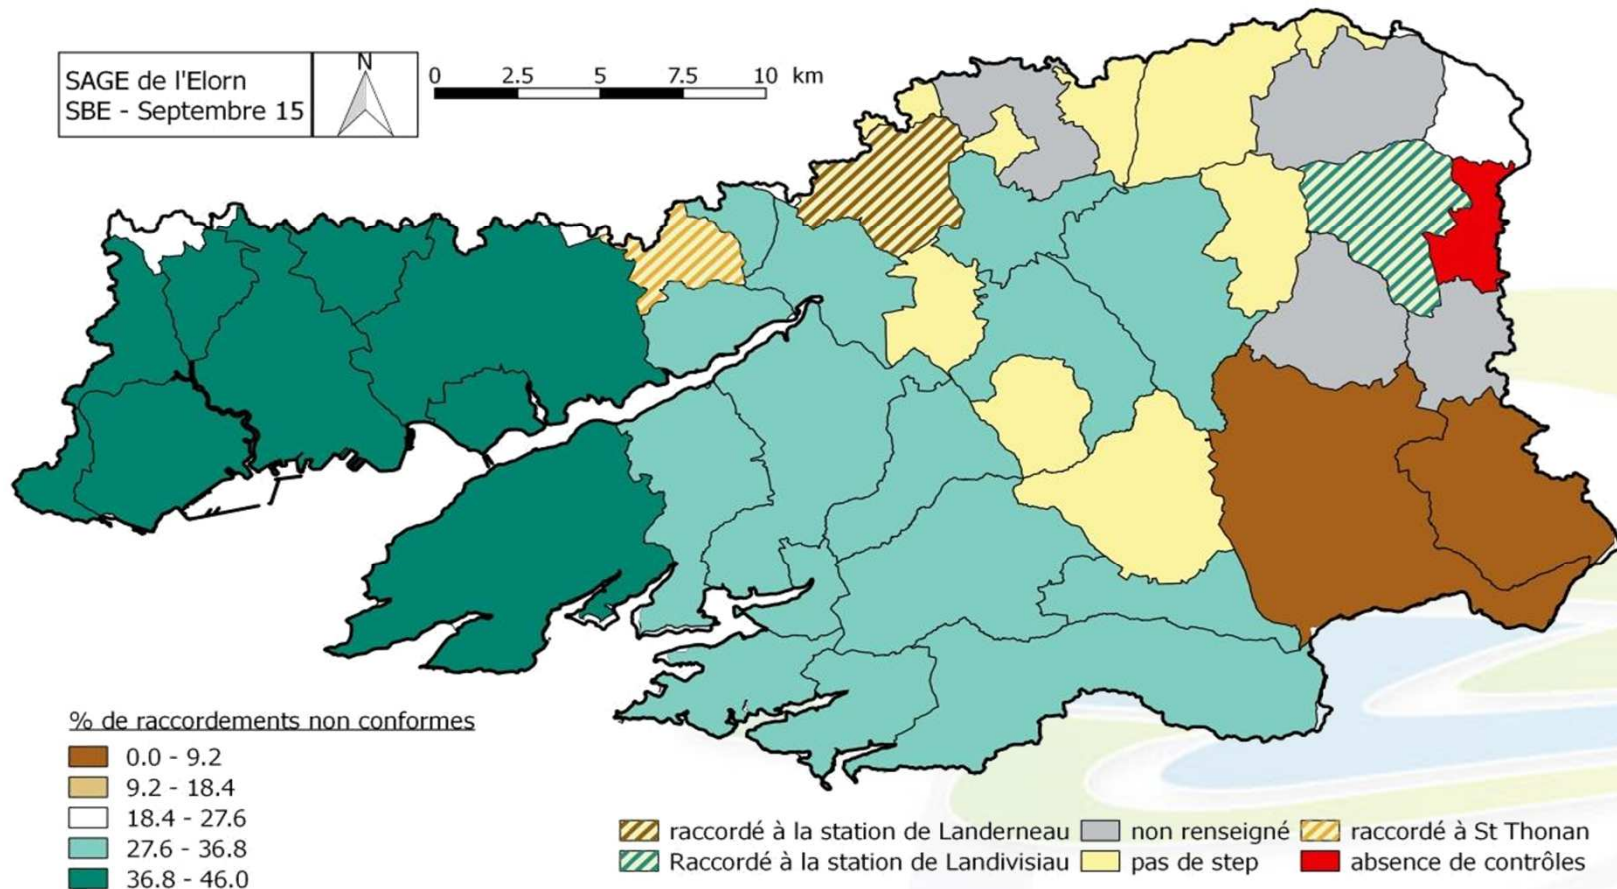 SAGE de l'Elorn
SBE - Septembre 15
N
0 2.5 5 7.5 10 km
% de raccordements non conformes
0.0 - 9.2
9.2 - 18.4
18.4 - 27.6
27.6 - 36.8
36.8 - 46.0
raccordé à la station de Landerneau
non renseigné
raccordé à St Thonan
Raccordé à la station de Landivisiau
pas de step
absence de contrôles